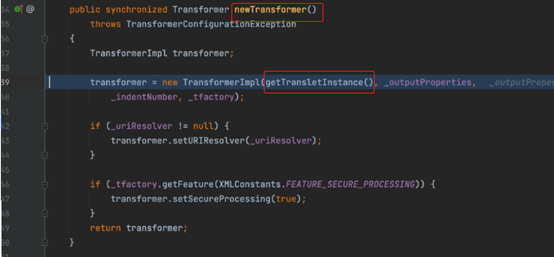 34 @ public synchronized Transformer newTransformer()
35 throws TransformerConfigurationException
36 {
37 TransformerImpl transformer;
38
39 transformer = new TransformerImpl(getTransletInstance(), _outputProperties, _outputPrope
40 _indentNumber, _tfactory);
41
42 if (_uriResolver != null) {
43 transformer.setURIResolver(_uriResolver);
44 }
45
46 if (_tfactory.getFeature(XMLConstants.FEATURE_SECURE_PROCESSING)) {
47 transformer.setSecureProcessing(true);
48 }
49 return transformer;
50 }